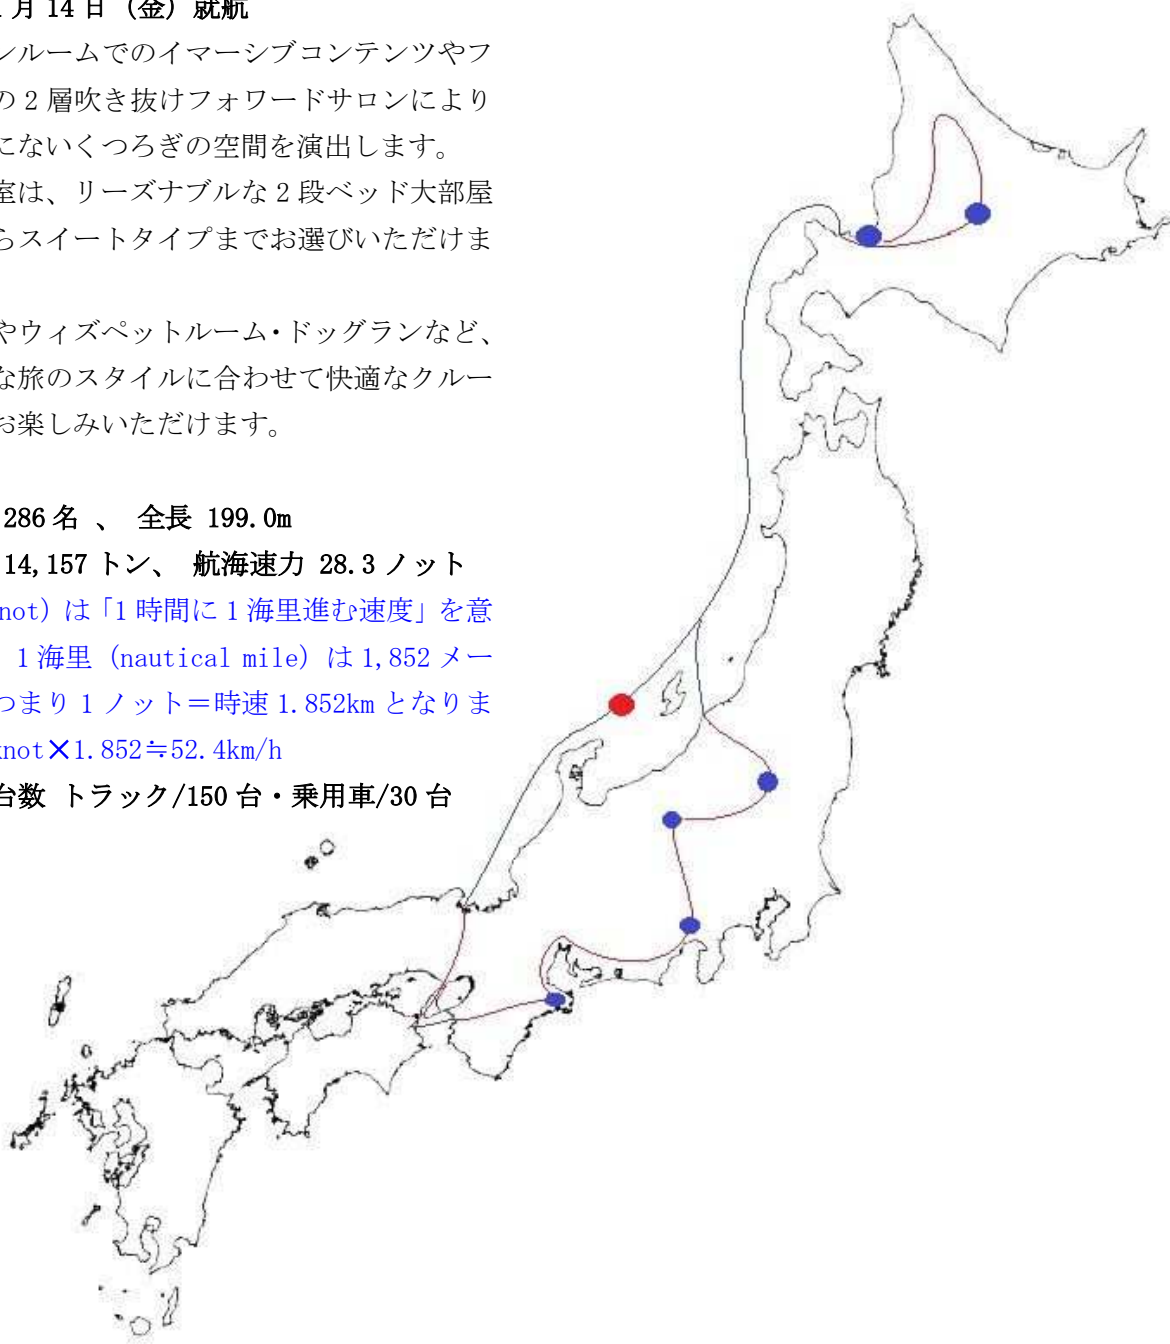 月 14 日（金）就航
ンルームでのイマーシブコンテンツやフ
の 2 層吹き抜けフォワードサロンにより
にないくつろぎの空間を演出します。
室は、リーズナブルな 2 段ベッド大部屋
らスイートタイプまでお選びいただけま
やウィズペットルーム・ドッグランなど、
な旅のスタイルに合わせて快適なクルー
お楽しみいただけます。
286 名 、 全長 199.0m
14,157 トン、 航海速力 28.3 ノット
not）は「1 時間に 1 海里進む速度」を意
1 海里（nautical mile）は 1,852 メー
つまり 1 ノット＝時速 1.852km となりま
knot×1.852≒52.4km/h
台数 トラック/150 台・乗用車/30 台